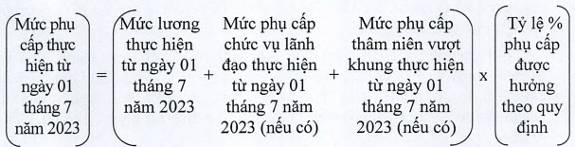 Mức phụ
cấp thực
hiện từ
ngày 01
tháng 7
năm 2023
=
Mức lương
thực hiện
từ ngày 01
tháng 7
năm 2023
+
Mức phụ cấp
chức vụ lãnh
đạo thực hiện
từ ngày 01
tháng 7 năm
2023 (nếu có)
+
Mức phụ cấp
thâm niên vượt
khung thực hiện
từ ngày 01
tháng 7 năm
2023 (nếu có)
x
Tỷ lệ %
phụ cấp
được
hưởng
theo quy
định